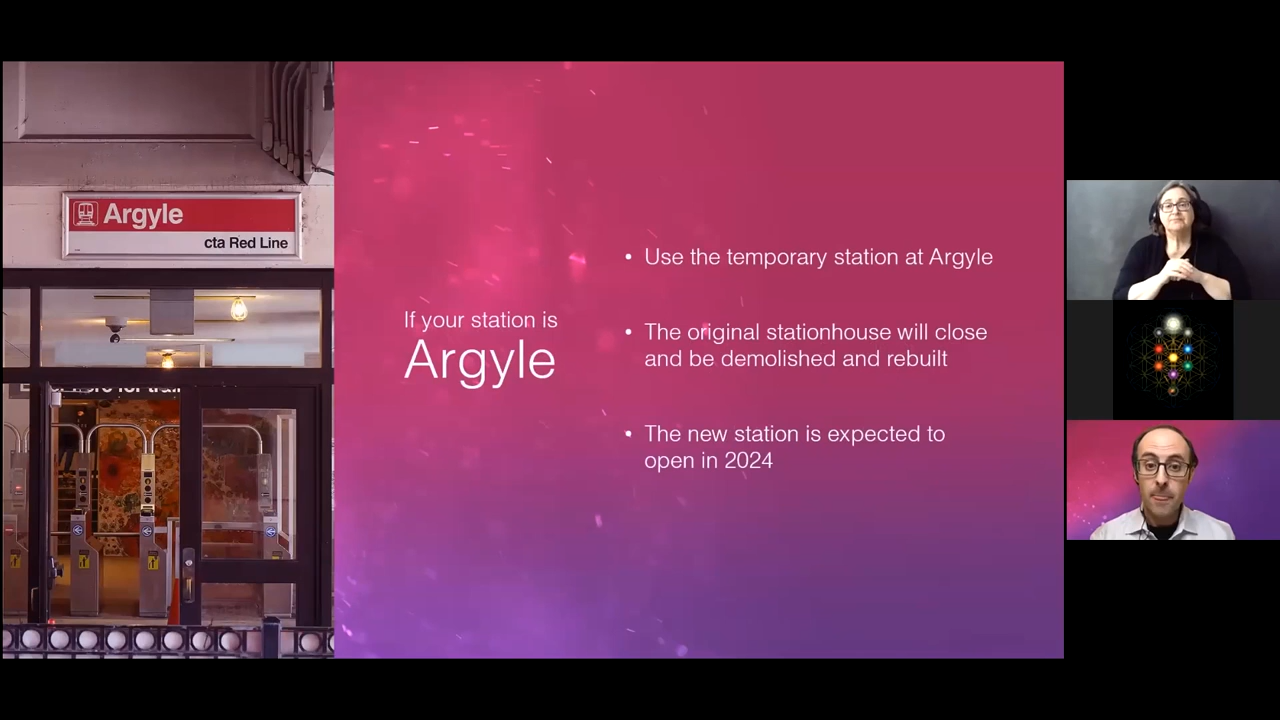 Argyle
cta Red Line
If your station is
Argyle
• Use the temporary station at Argyle
• The original stationhouse will close
and be demolished and rebuilt
• The new station is expected to
open in 2024